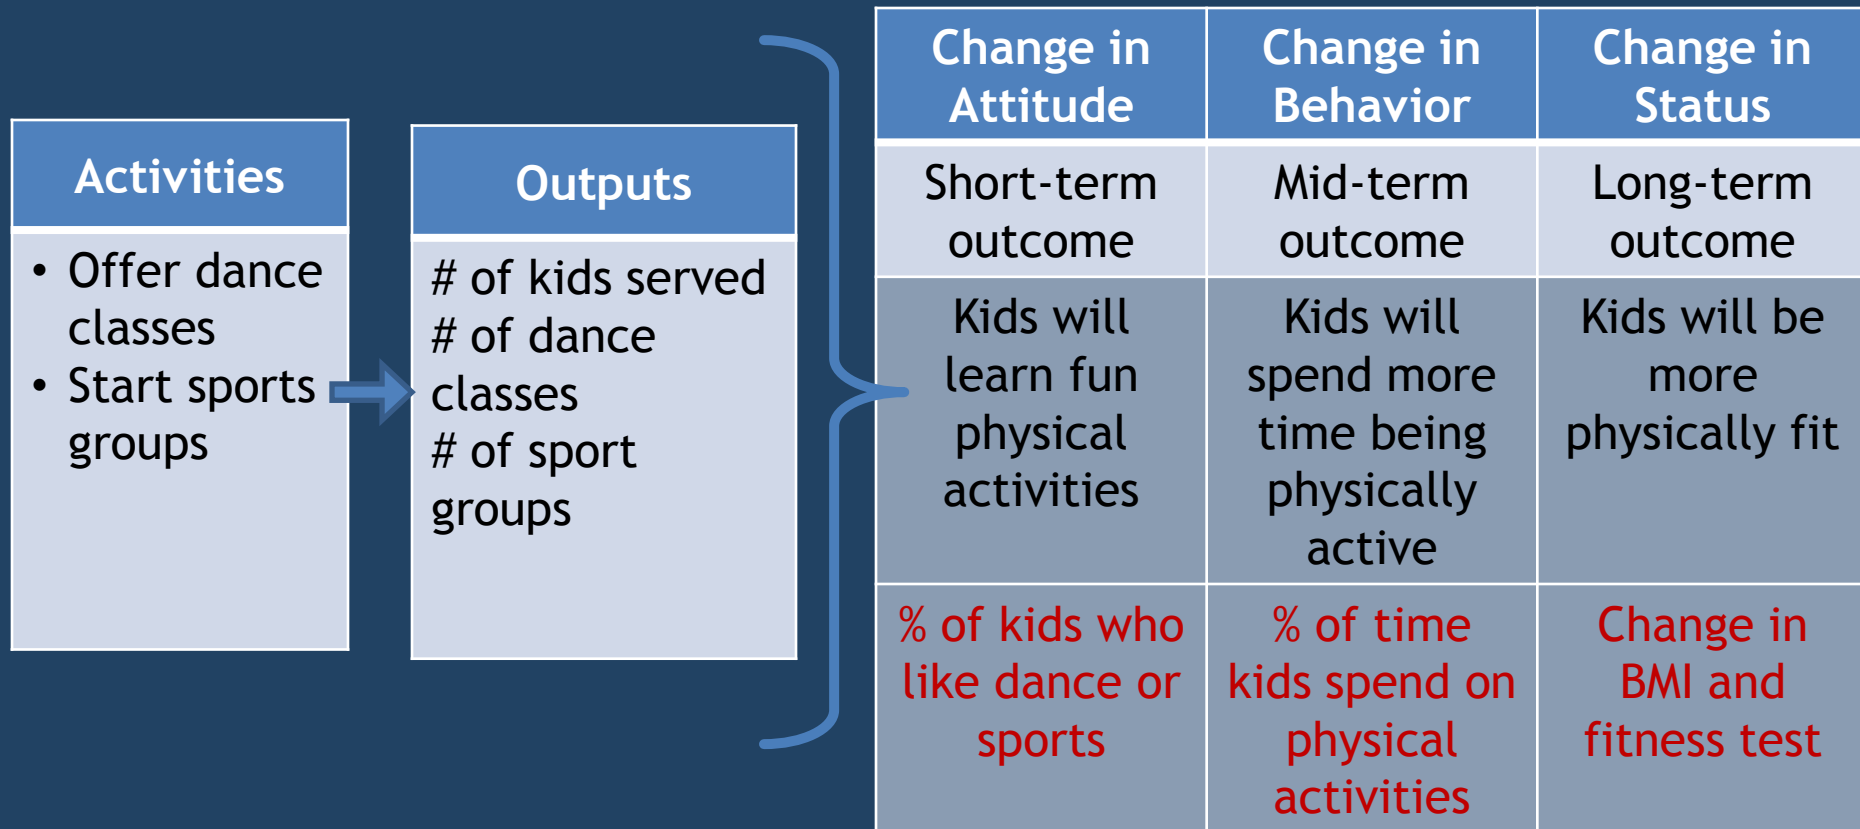 Activities
• Offer dance
classes
• Start sports
groups
Outputs
# of kids served
# of dance
classes
# of sport
groups
Change in
Attitude
Change in
Behavior
Change in
Status
Short-term
outcome
Mid-term
outcome
Long-term
outcome
Kids will
learn fun
physical
activities
Kids will
spend more
time being
physically
active
Kids will be
more
physically fit
% of kids who
like dance or
sports
% of time
kids spend on
physical
activities
Change in
BMI and
fitness test